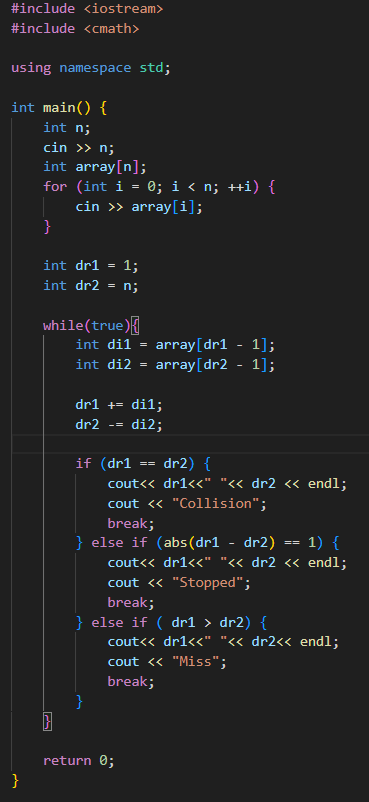 #include <iostream>
#include <cmath>

using namespace std;

int main() {
    int n;
    cin >> n;
    int array[n];
    for (int i = 0; i < n; ++i) {
        cin >> array[i];
    }

    int dr1 = 1;
    int dr2 = n;

    while(true){
        int di1 = array[dr1 - 1];
        int di2 = array[dr2 - 1];

        dr1 += di1;
        dr2 -= di2;

        if (dr1 == dr2) {
            cout<< dr1<<" "<< dr2 << endl;
            cout << "Collision";
            break;
        } else if (abs(dr1 - dr2) == 1) {
            cout<< dr1<<" "<< dr2 << endl;
            cout << "Stopped";
            break;
        } else if ( dr1 > dr2) {
            cout<< dr1<<" "<< dr2<< endl;
            cout << "Miss";
            break;
        }
    }

    return 0;
}